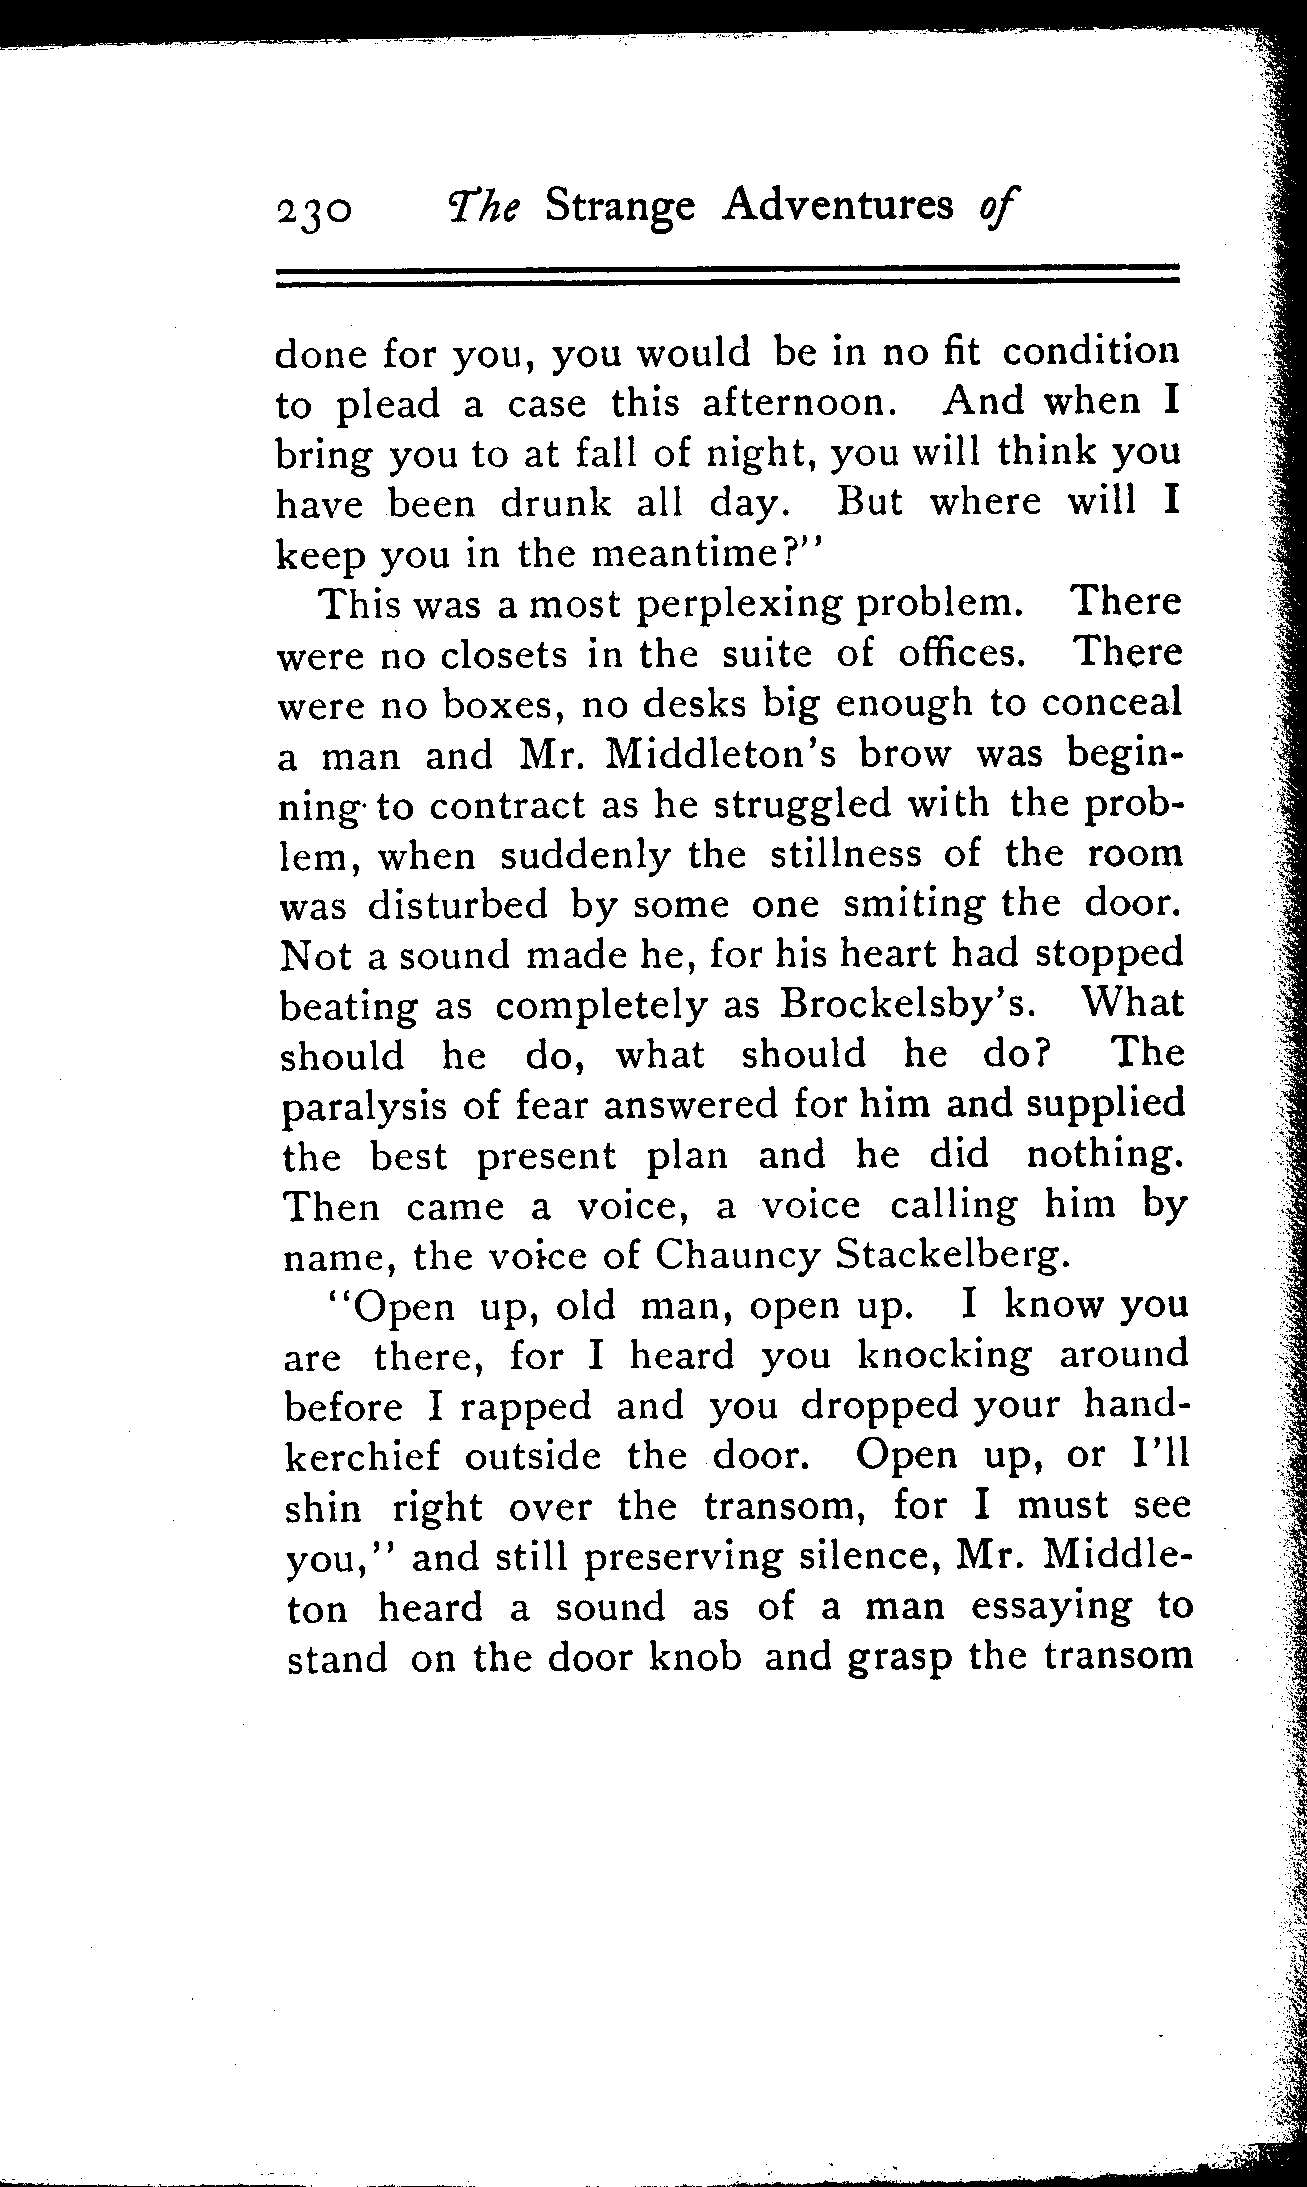 230 The Strange Adventures of
done for you, you would be in no fit condition
to plead a case this afternoon. And when I
bring you to at fall of night, you will think you
have been drunk all day. But where will I
keep you in the meantime?"
This was a most perplexing problem. There
were no closets in the suite of offices. There
were no boxes, no desks big enough to conceal
a man and Mr. Middleton's brow was begin-
ning to contract as he struggled with the prob-
lem, when suddenly the stillness of the room
was disturbed by some one smiting the door.
Not a sound made he, for his heart had stopped
beating as completely as Brockelsby's. What
should he do, what should he do? The
paralysis of fear answered for him and supplied
the best present plan and he did nothing.
Then came a voice, a voice calling him by
name, the voice of Chauncy Stackelberg.
"Open up, old man, open up. I know you
are there, for I heard you knocking around
before I rapped and you dropped your hand-
kerchief outside the door. Open up, or I'll
shin right over the transom, for I must see
you," and still preserving silence, Mr. Middle-
ton heard a sound as of a man essaying to
stand on the door knob and grasp the transom